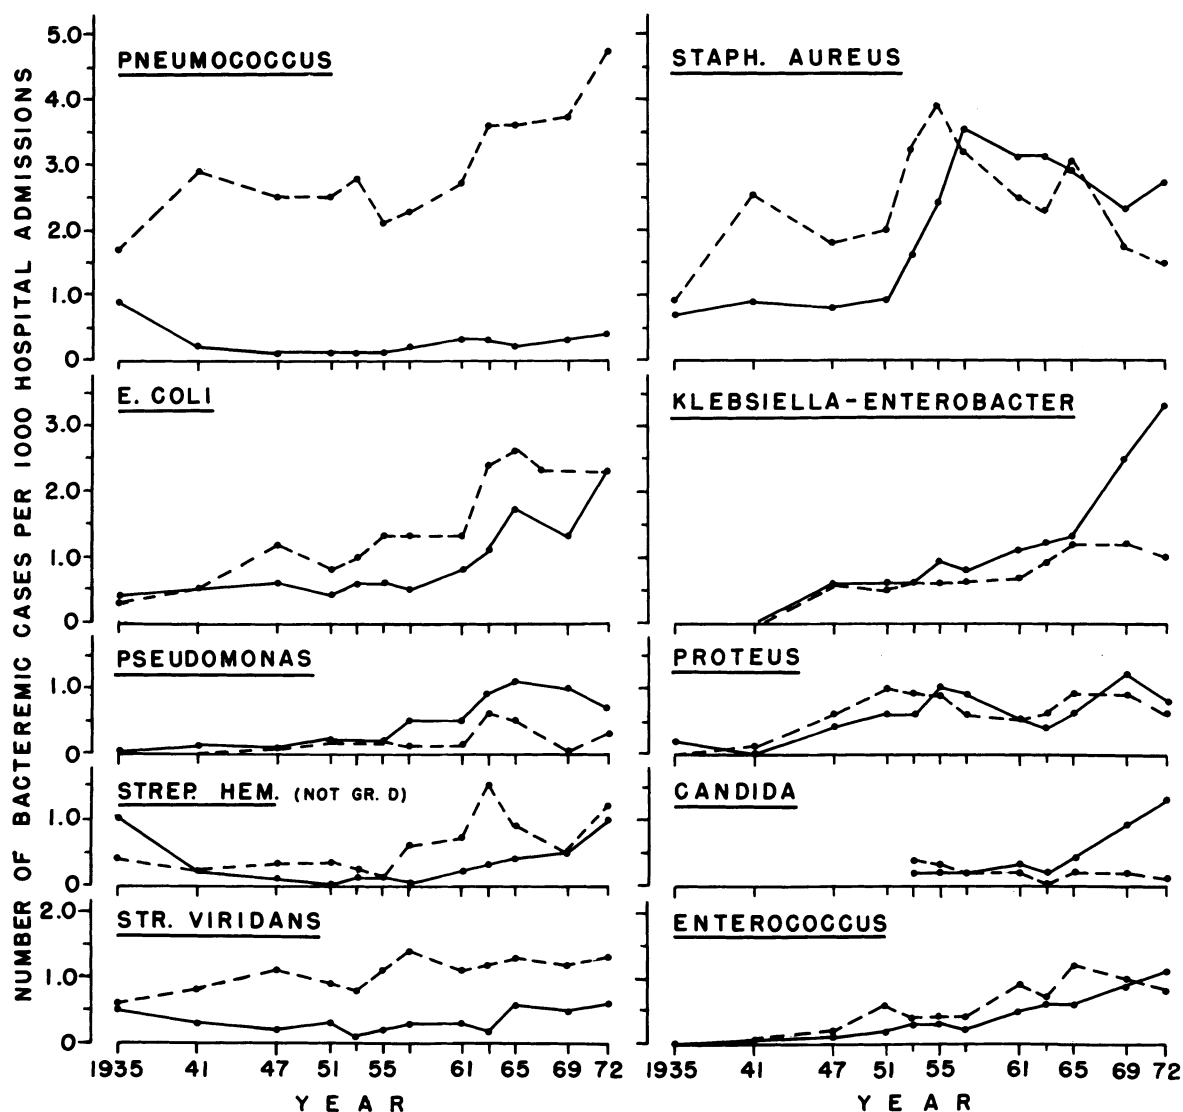 NUMBER OF BACTEREMIC CASES PER 1000 HOSPITAL ADMISSIONS
PNEUMOCOCCUS
5.0
4.0
3.0
2.0
1.0
0
STAPH. AUREUS
E. COLI
3.0
2.0
1.0
0
KLEBSIELLA-ENTEROBACTER
PSEUDOMONAS
1.0
0
PROTEUS
STREP. HEM. (NOT GR. D)
1.0
0
CANDIDA
STR. VIRIDANS
2.0
1.0
0
ENTEROCOCCUS
1935 41 47 51 55 61 65 69 72
YEAR
1935 41 47 51 55 61 65 69 72
YEAR